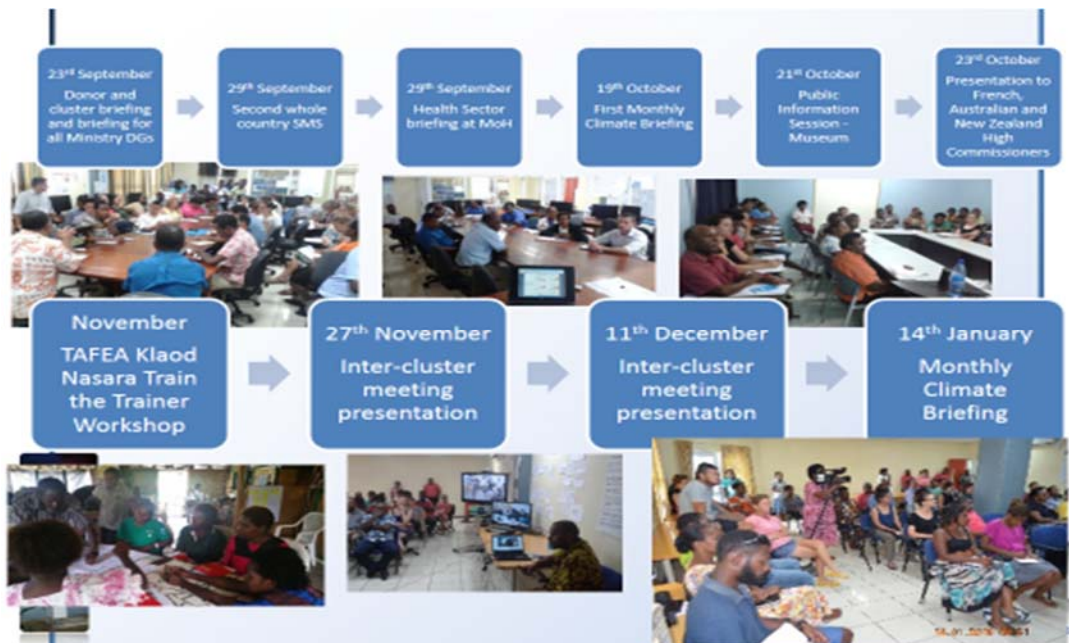 23rd September
Donor and
cluster briefing
and briefing for
all Ministry DGs
29th September
Second whole
country SMS
29th September
Health Sector
briefing at MoH
19th October
First Monthly
Climate Briefing
21st October
Public
Information
Session -
Museum
23rd October
Presentation to
French,
Australian and
New Zealand
High
Commissioners
November
TAFEA Klaod
Nasara Train
the Trainer
Workshop
27th November
Inter-cluster
meeting
presentation
11th December
Inter-cluster
meeting
presentation
14th January
Monthly
Climate
Briefing